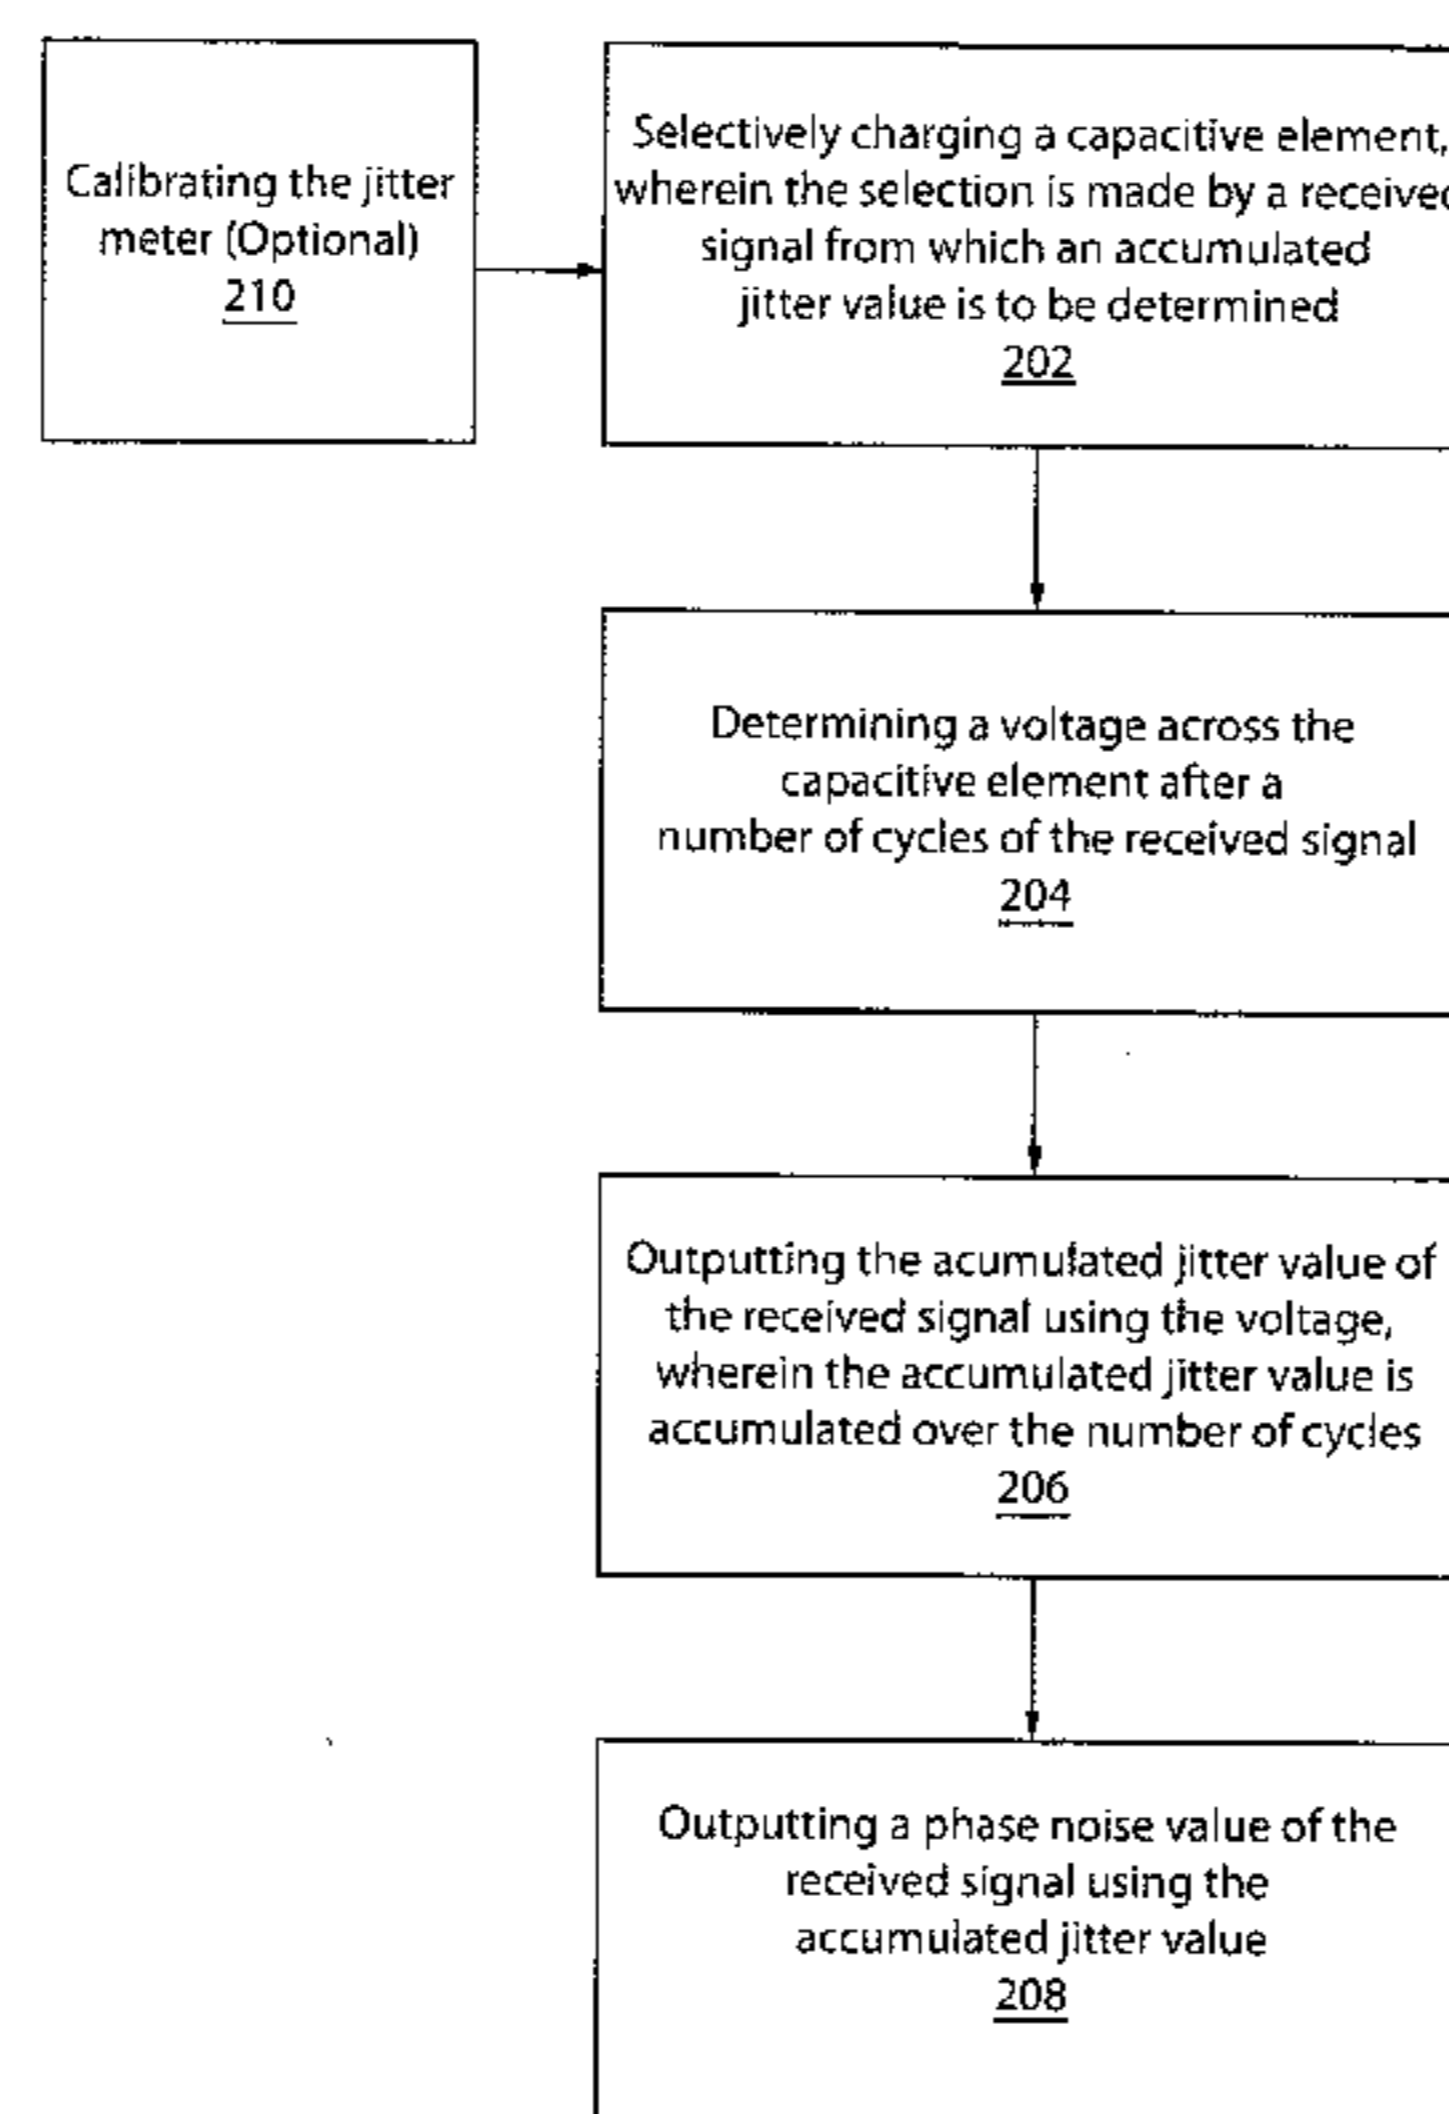 Calibrating the jitter
meter (Optional)
210
Selectively charging a capacitive element,
wherein the selection is made by a received
signal from which an accumulated
jitter value is to be determined
202
Determining a voltage across the
capacitive element after a
number of cycles of the received signal
204
Outputting the acumulated jitter value of
the received signal using the voltage,
wherein the accumulated jitter value is
accumulated over the number of cycles
206
Outputting a phase noise value of the
received signal using the
accumulated jitter value
208